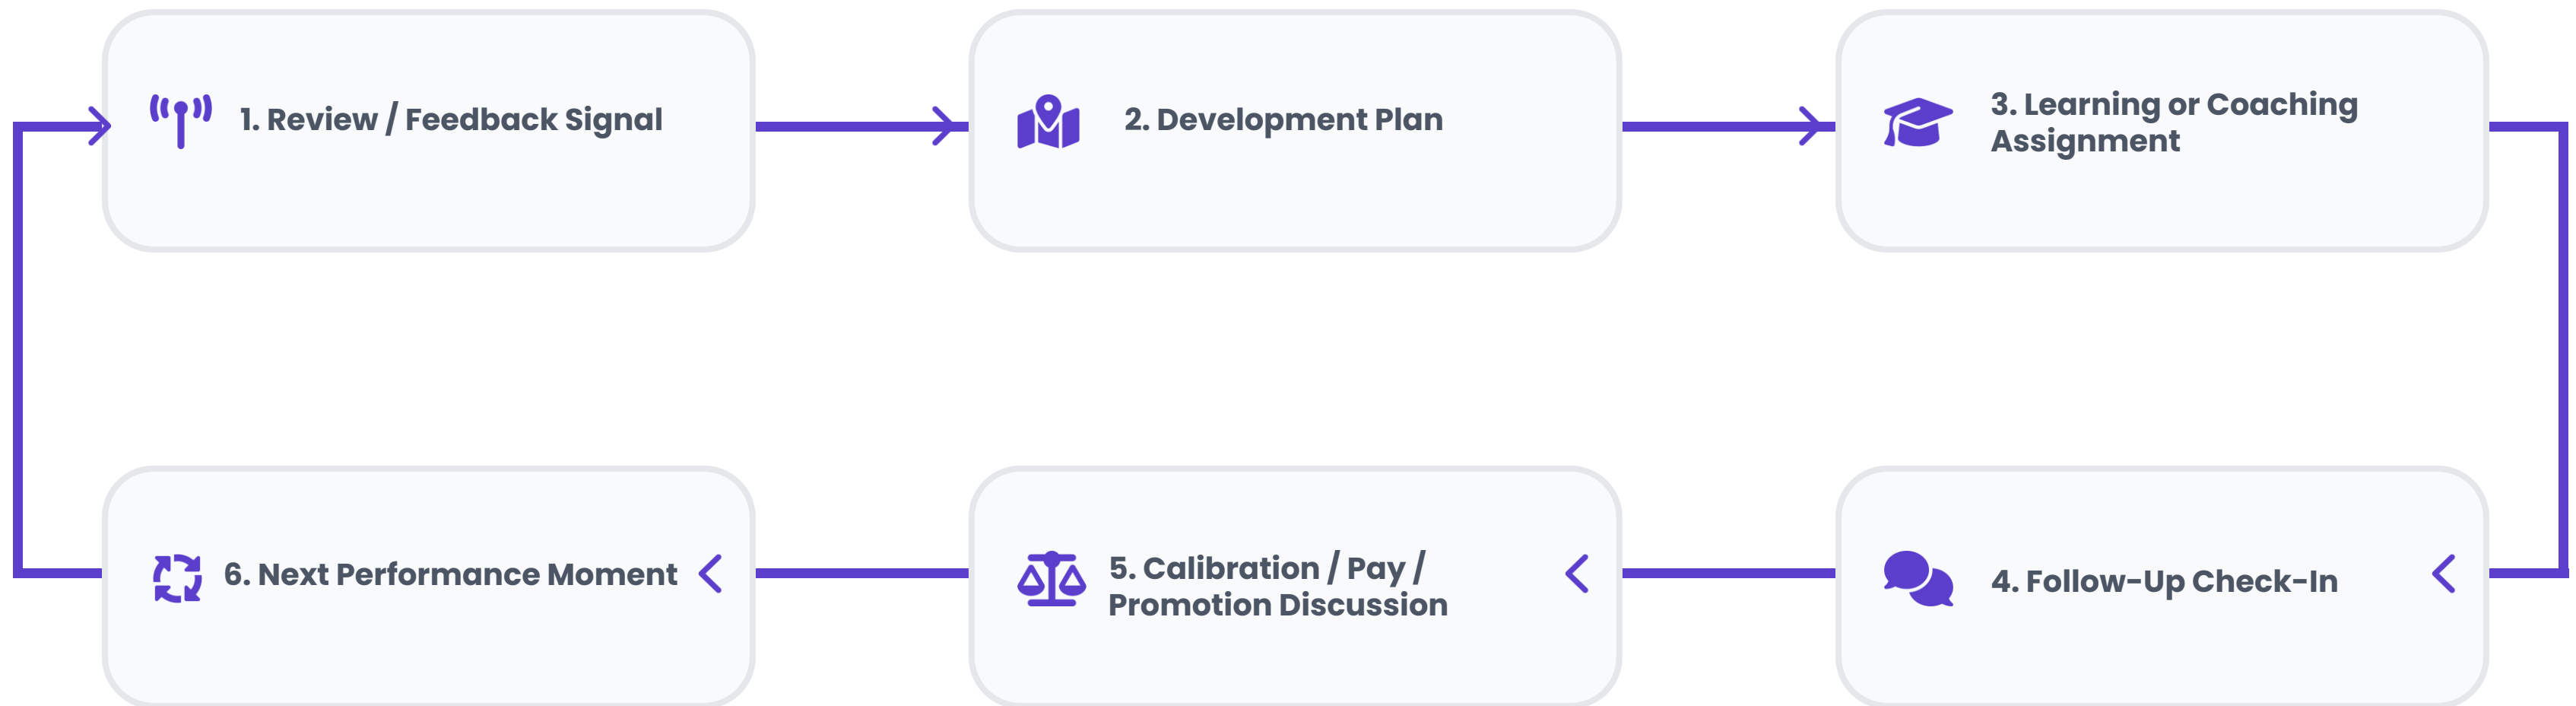 1. Review / Feedback Signal
2. Development Plan
3. Learning or Coaching
Assignment
6. Next Performance Moment
5. Calibration / Pay /
Promotion Discussion
4. Follow-Up Check-In